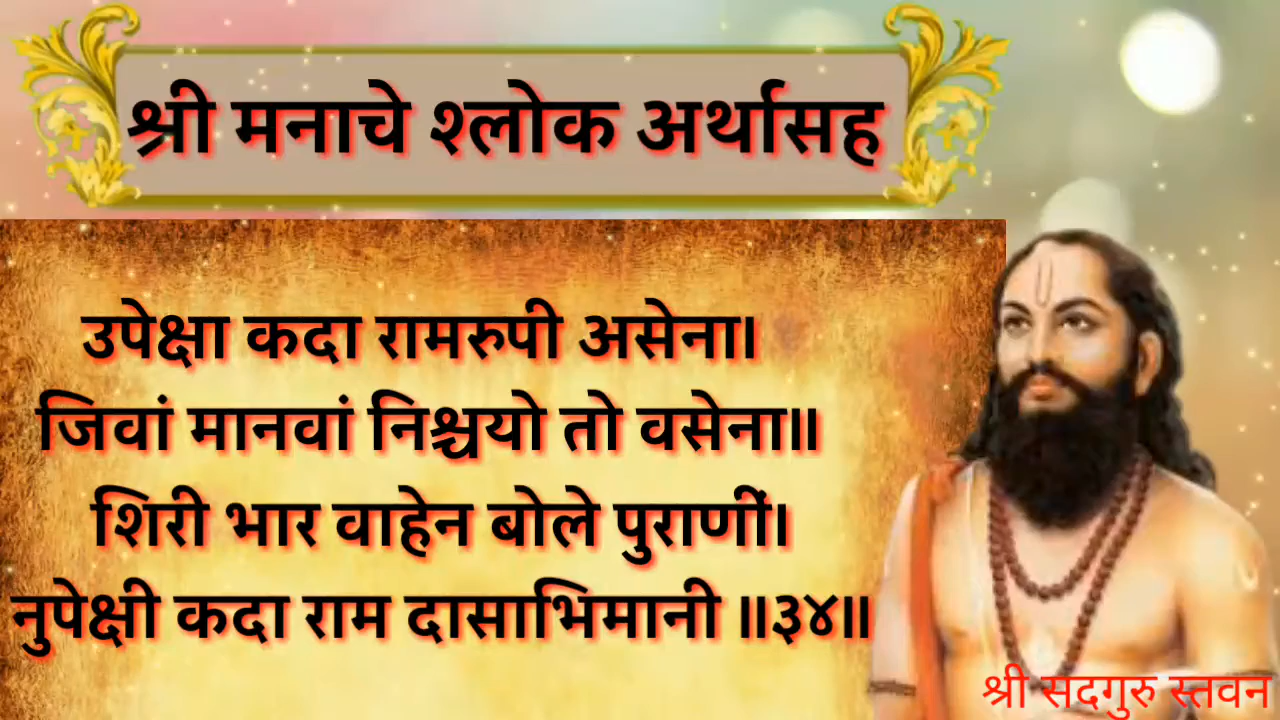 श्री मनाचे श्लोक अर्थासह
उपेक्षा कदा रामरुपी असेना।
जिवां मानवां निश्चयो तो वसेना॥
शिरी भार वाहेन बोले पुराणीं।
नुपेक्षी कदा राम दासाभिमानी ॥३४॥
श्री सदगुरु स्तवन